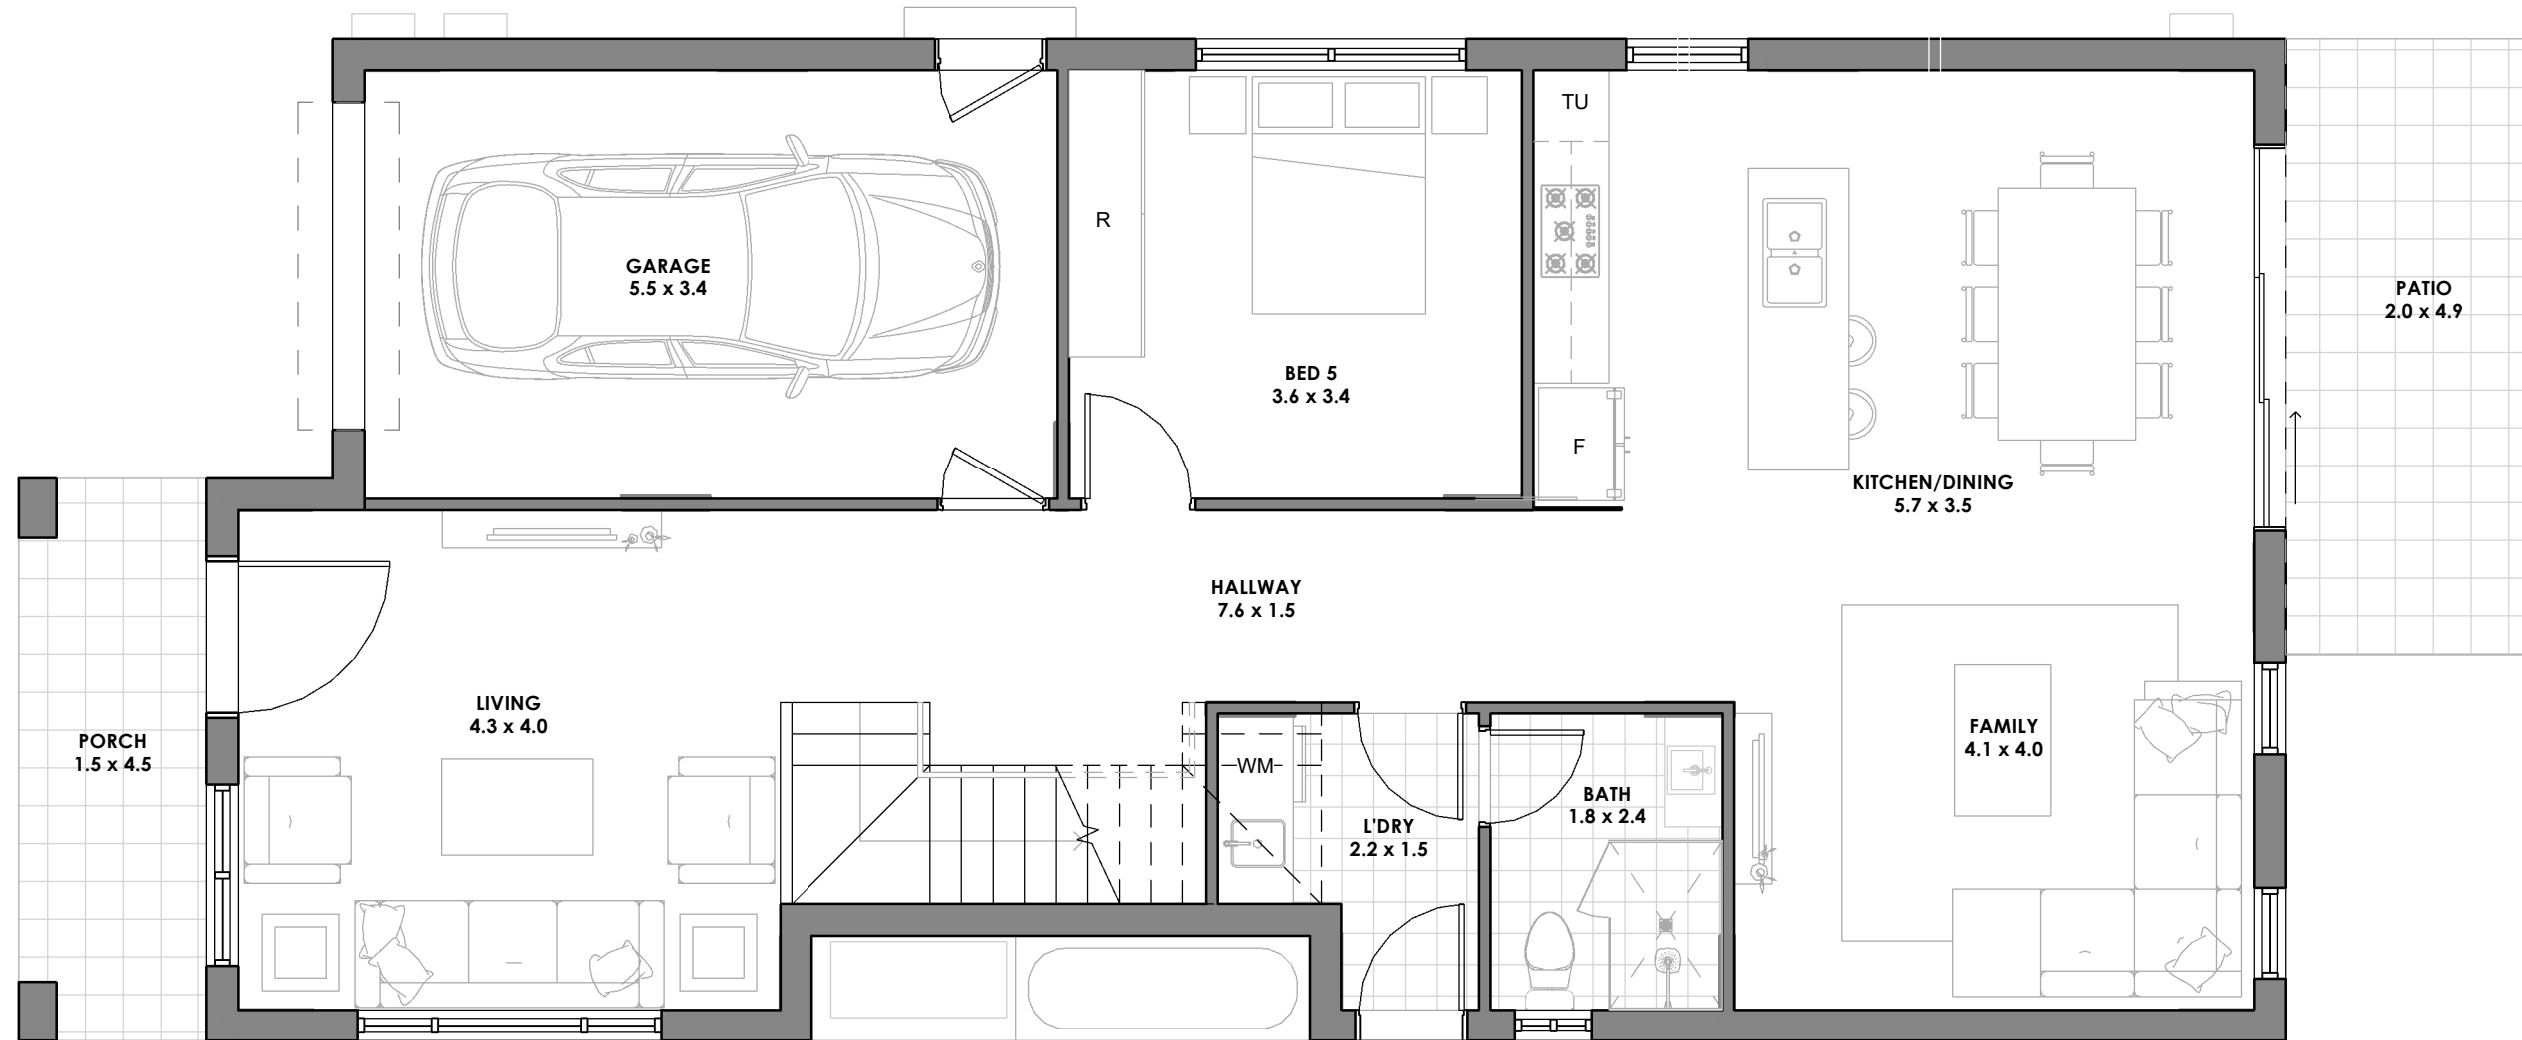 TU
R
GARAGE
5.5 x 3.4
PATIO
2.0 x 4.9
BED 5
3.6 x 3.4
F
KITCHEN/DINING
5.7 x 3.5
HALLWAY
7.6 x 1.5
LIVING
4.3 x 4.0
PORCH
1.5 x 4.5
WM
FAMILY
4.1 x 4.0
BATH
1.8 x 2.4
L'DRY
2.2 x 1.5